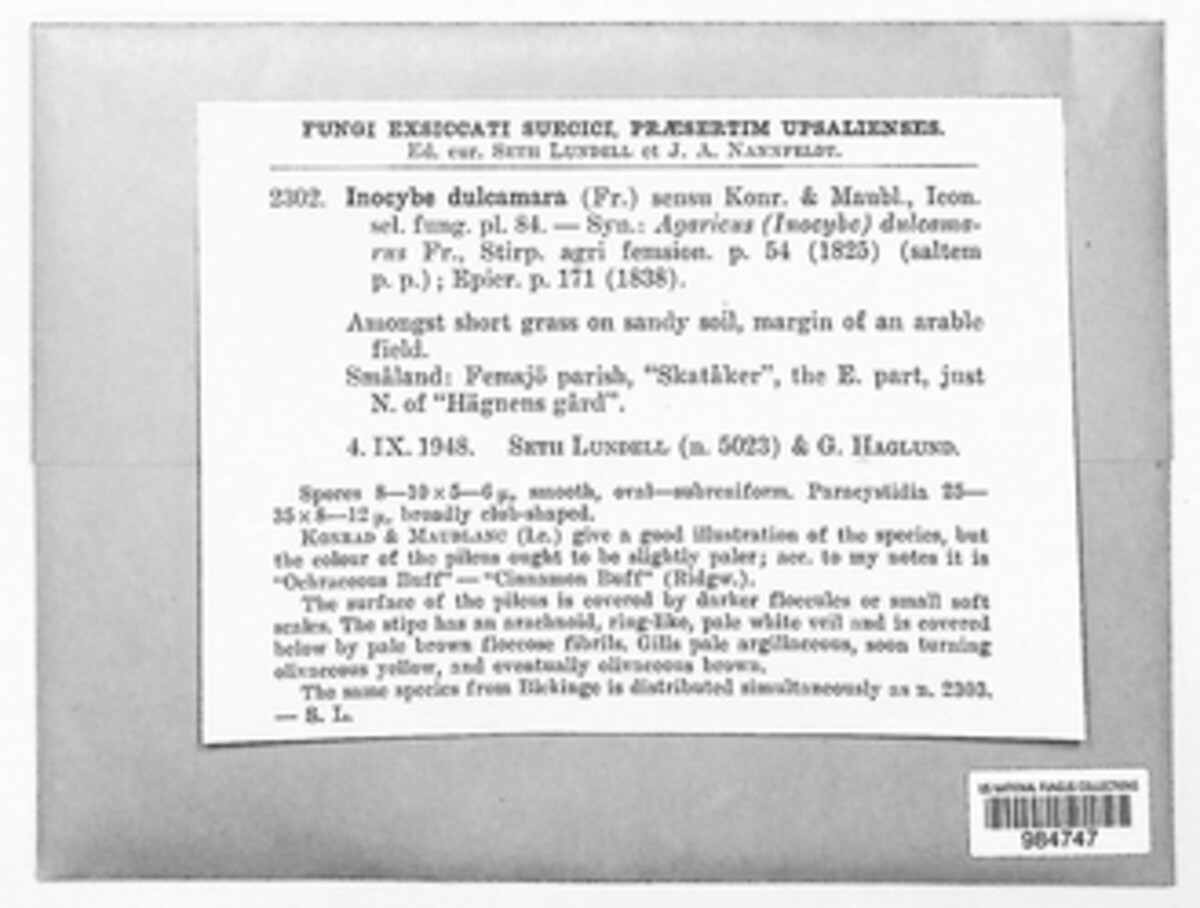 FUNGI EXSICCATI SUECICI, PRÆSERTIM UPSALIENSES.
Ed. cur. SETH LUNDELL et J. A. NANNFELDT.
2302. Inocybe dulcamara (Fr.) sensu Konr. & Maubl., Icon.
sel. fung. pl. 84. — Syn.: Agaricus (Inocybe) dulcama-
rus Fr., Stirp. agri femsion. p. 54 (1825) (saltem
p. p.); Epicr. p. 171 (1838).
Amongst short grass on sandy soil, margin of an arable
field.
Småland: Femsjö parish, “Skatåker”, the E. part, just
N. of “Hägnens gård”.
4. IX. 1948. SETH LUNDELL (n. 5023) & G. HAGLUND.
Spores 8—10 × 5—6 µ, smooth, oval—subreniform. Paracystidia 25—
35 × 8—12 µ, broadly club-shaped.
KONRAD & MAUBLANC (l.c.) give a good illustration of the species, but
the colour of the pileus ought to be slightly paler; acc. to my notes it is
“Ochraceous Buff” — “Cinnamon Buff” (Ridgw.).
The surface of the pileus is covered by darker floccules or small soft
scales. The stipe has an arachnoid, ring-like, pale white veil and is covered
below by pale brown floccose fibrils. Gills pale argillaceous, soon turning
olivaceous yellow, and eventually olivaceous brown.
The same species from Blekinge is distributed simultaneously as n. 2303.
— S. L.
US NATIONAL FUNGUS COLLECTIONS
984747